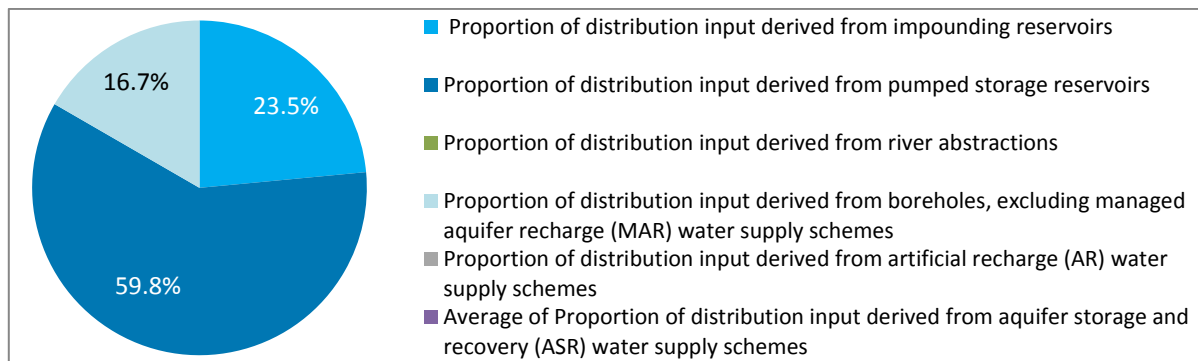 16.7%
23.5%
59.8%
Proportion of distribution input derived from impounding reservoirs
Proportion of distribution input derived from pumped storage reservoirs
Proportion of distribution input derived from river abstractions
Proportion of distribution input derived from boreholes, excluding managed
aquifer recharge (MAR) water supply schemes
Proportion of distribution input derived from artificial recharge (AR) water
supply schemes
Average of Proportion of distribution input derived from aquifer storage and
recovery (ASR) water supply schemes